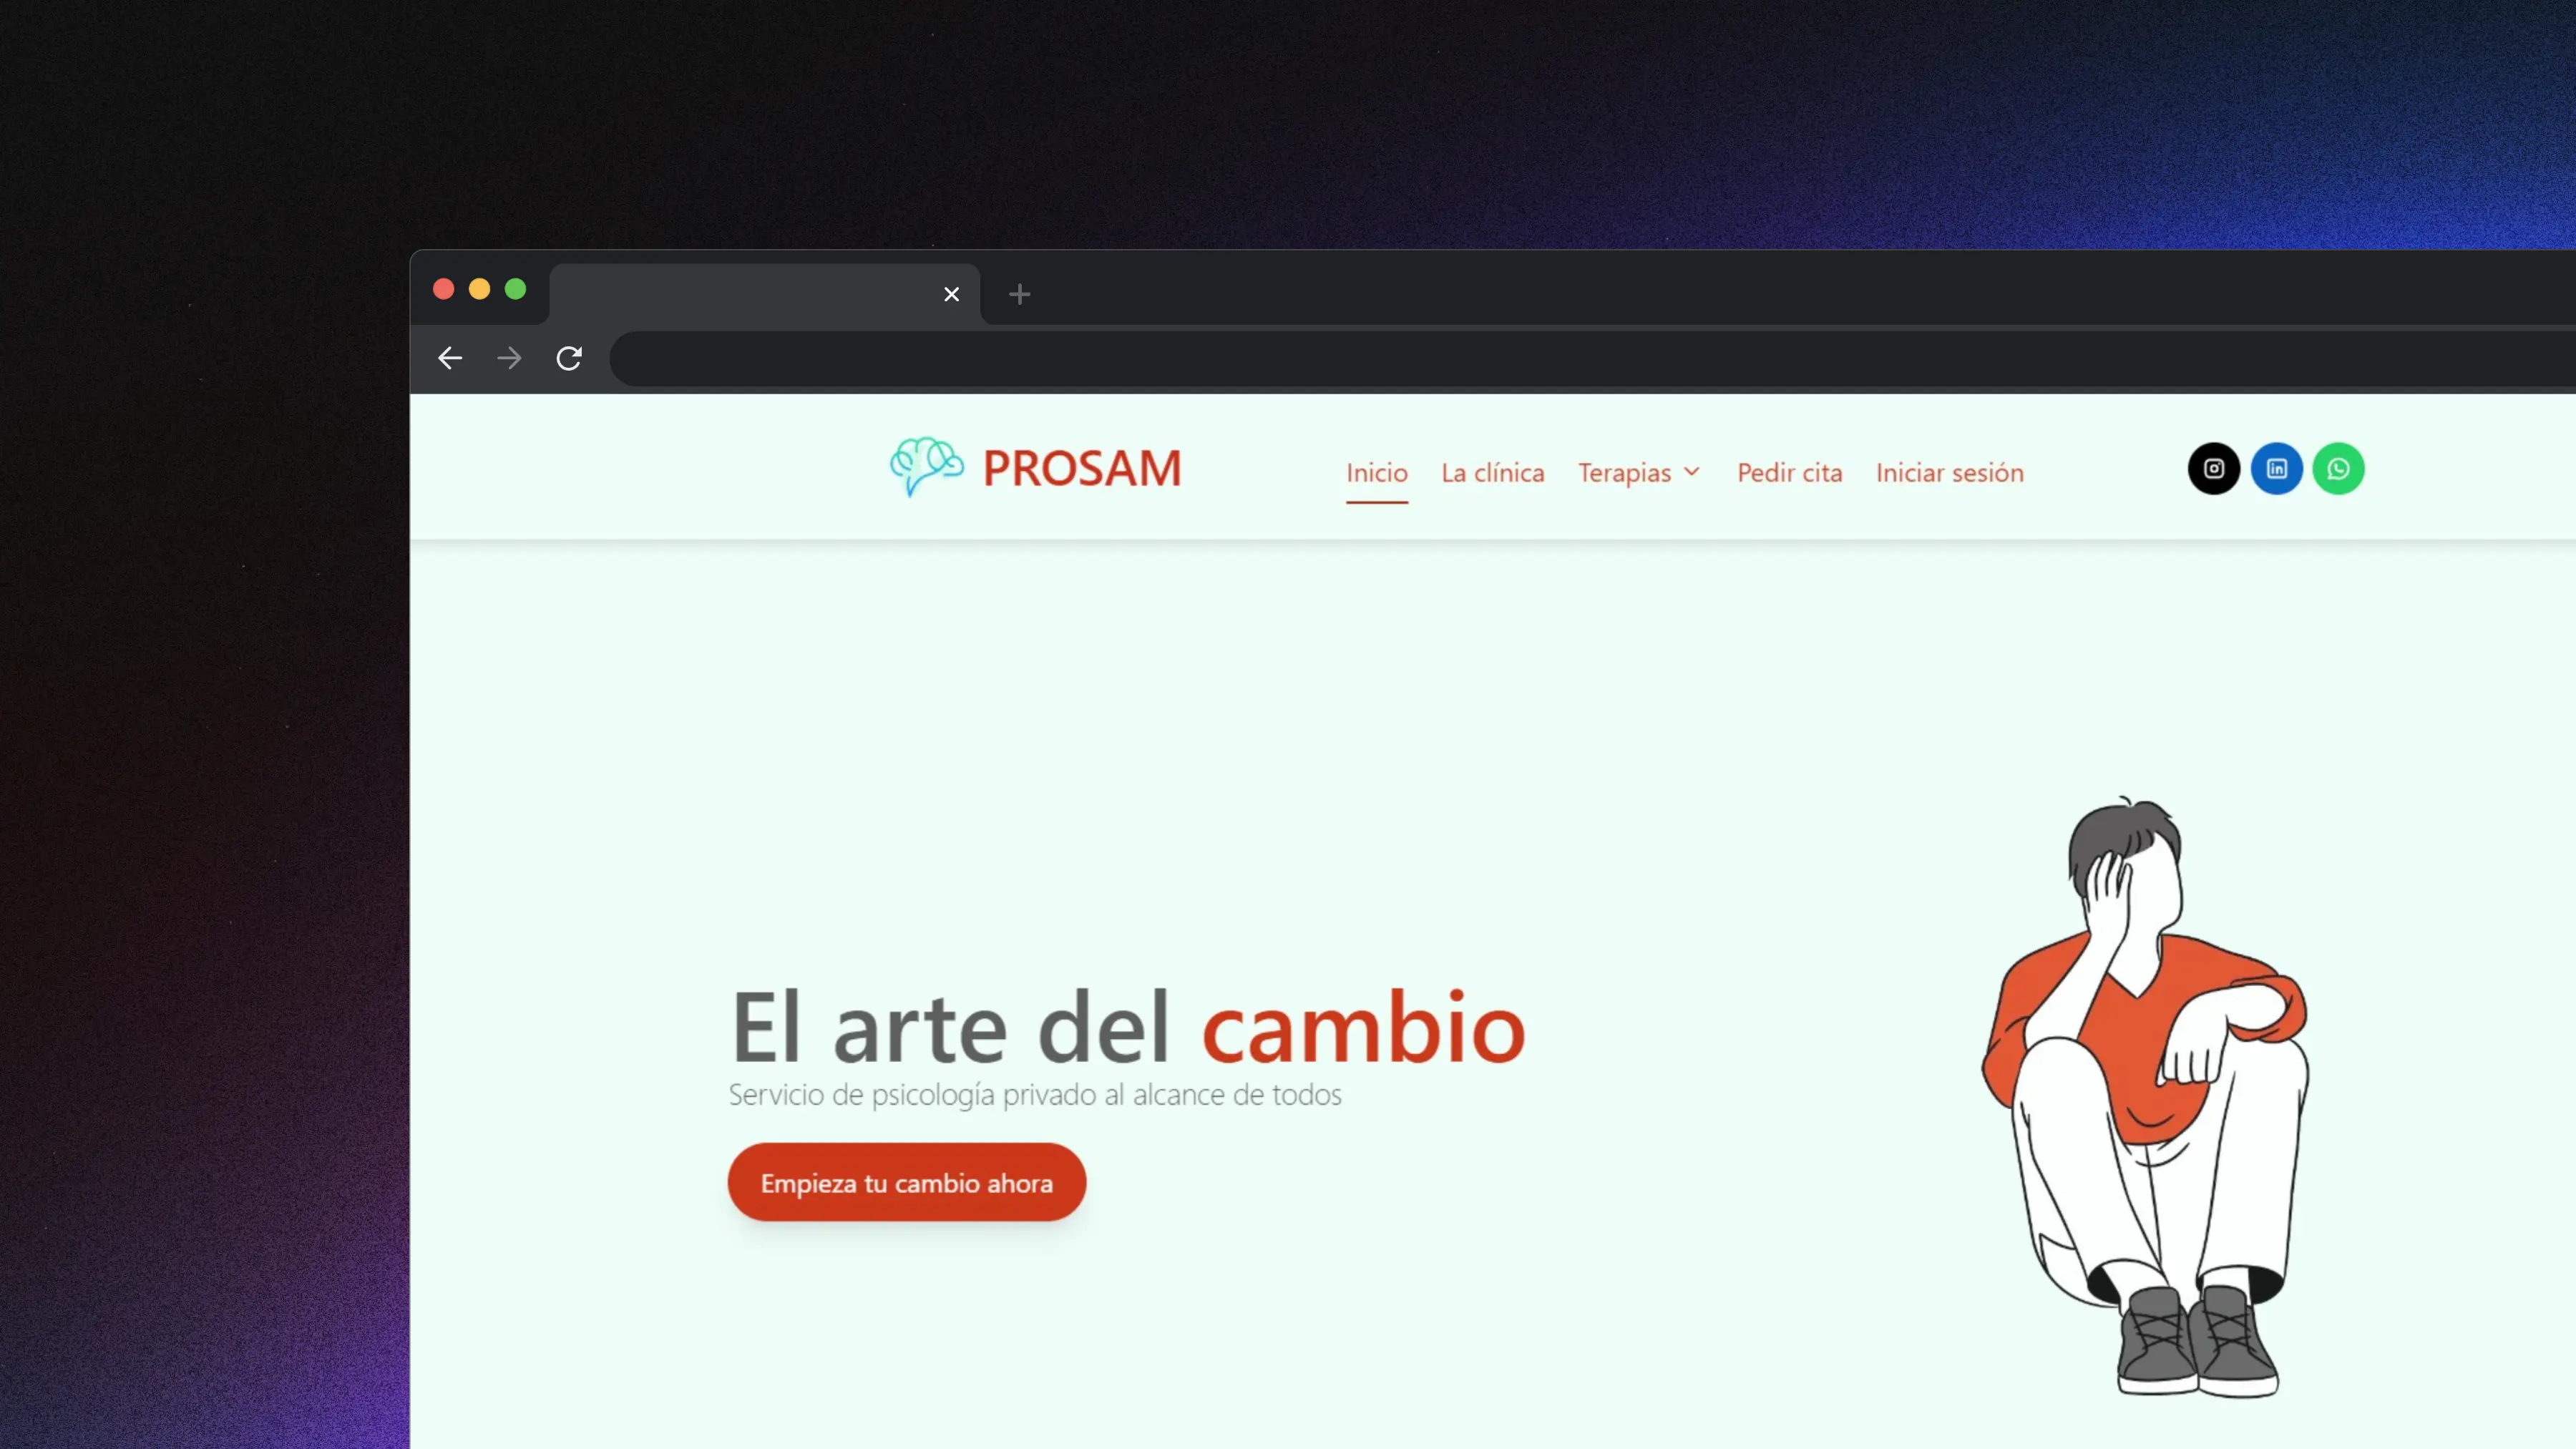 PROSAM
Inicio La clínica Terapias Pedir cita Iniciar sesión
El arte del cambio
Servicio de psicología privado al alcance de todos
Empieza tu cambio ahora